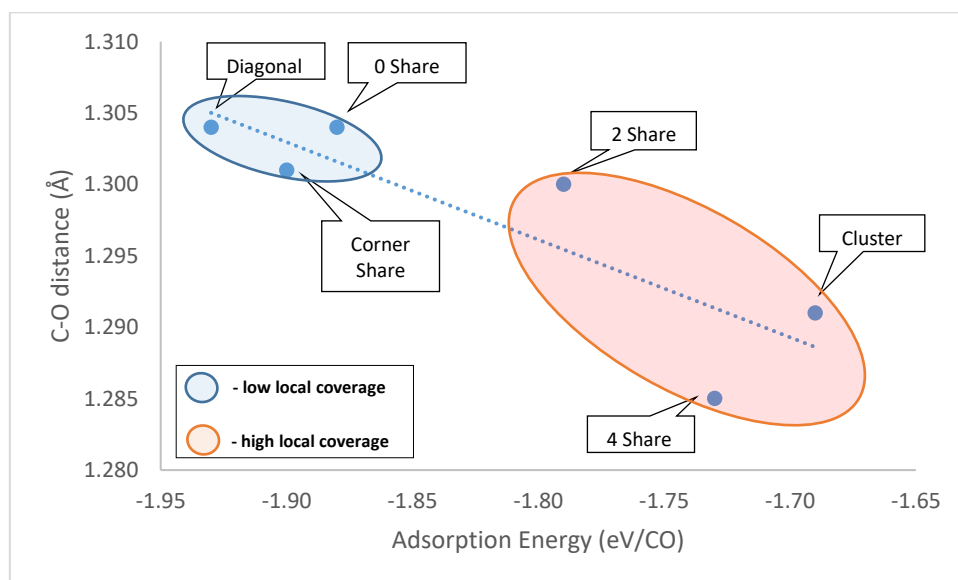 1.310
1.305
1.300
1.295
1.290
1.285
1.280
C-O distance (Å)
Diagonal
0 Share
Corner
Share
2 Share
Cluster
4 Share
- low local coverage
- high local coverage
-1.95
-1.90
-1.85
-1.80
-1.75
-1.70
-1.65
Adsorption Energy (eV/CO)